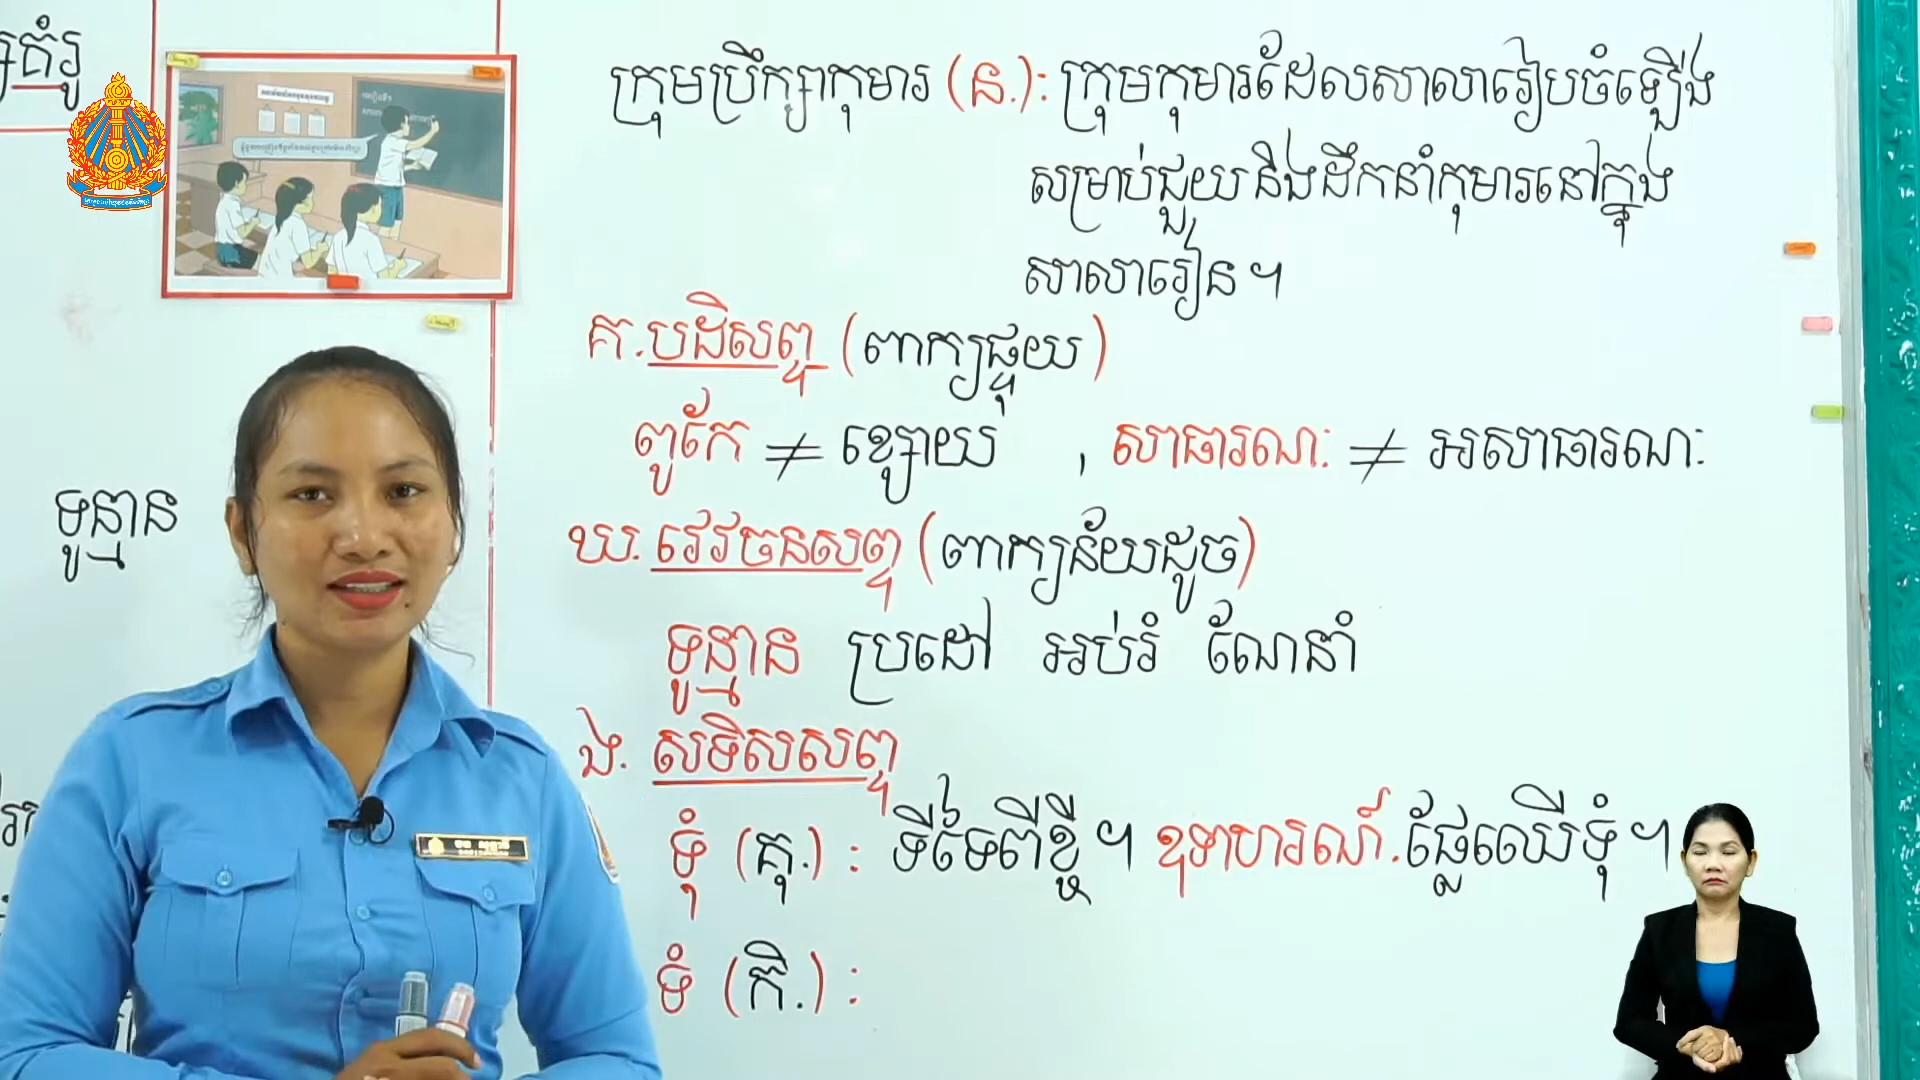 គំរូ
ទូន្មាន
ក្រុមប្រឹក្សាកុមារ (ន.): ក្រុមកុមារដែលសាលារៀបចំឡើង
សម្រាប់ជួយ និងដឹកនាំកុមារនៅក្នុង
សាលារៀន។
គ.បដិសព្ទ (ពាក្យផ្ទុយ)
ពូកែ ≠ ខ្សោយ , សាធារណៈ ≠ អសាធារណៈ
ឃ. វេវចនសព្ទ (ពាក្យន័យដូច)
ទូន្មាន ប្រដៅ អប់រំ ណែនាំ
ង. សទិសសព្ទ
ទុំ (គុ.) : ទីទៃពីខ្ចី។ ឧទាហរណ៍.ផ្លែឈើទុំ។
ទំ (កិ.) :